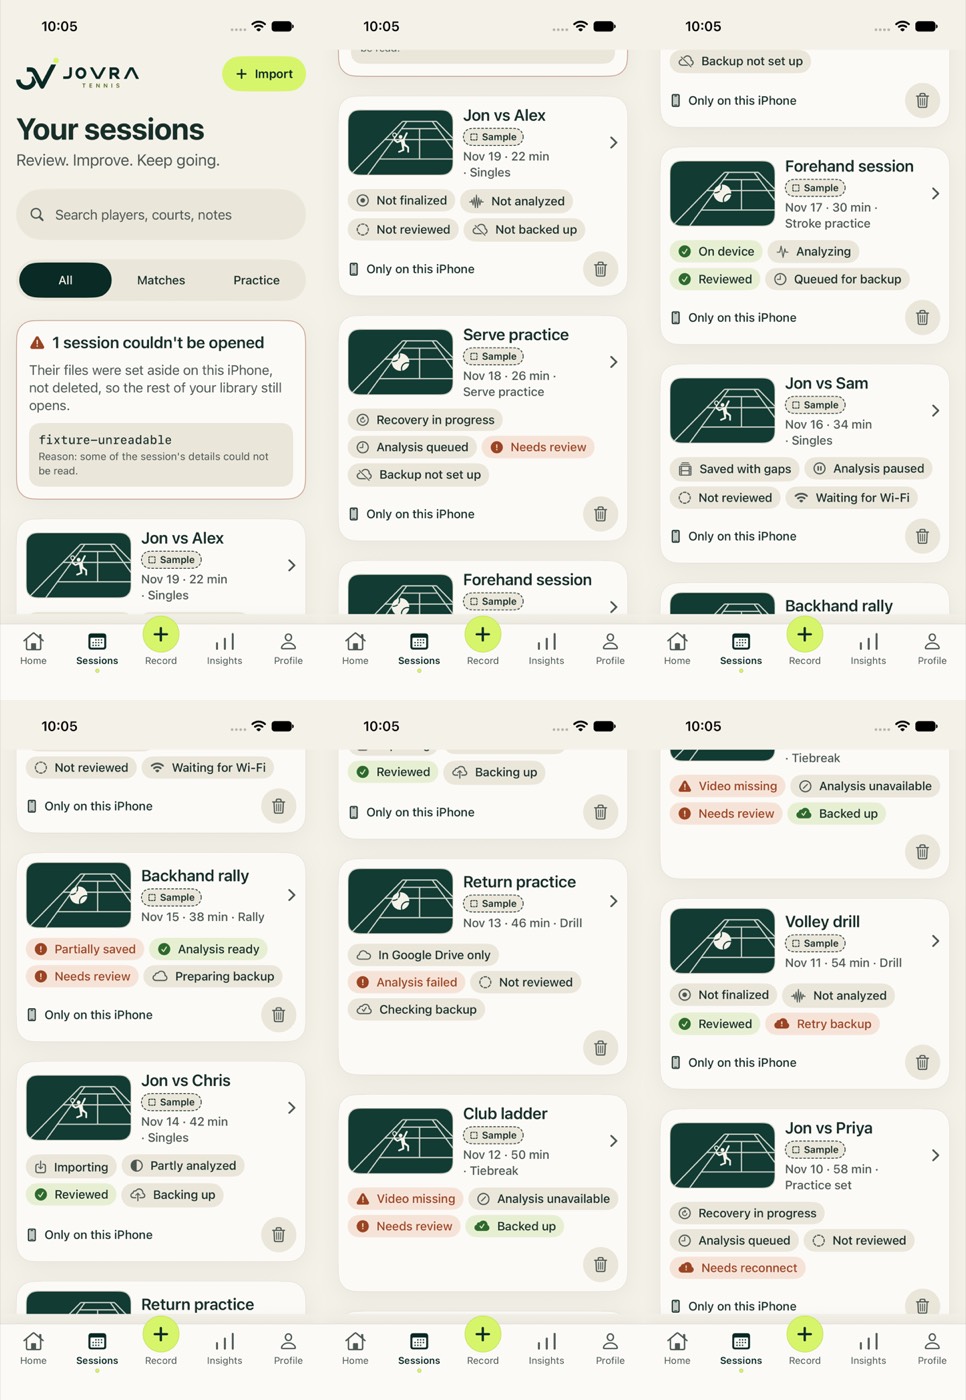 10:05
JOVRA
TENNIS
+ Import
Your sessions
Review. Improve. Keep going.
Search players, courts, notes
All
Matches
Practice
1 session couldn't be opened
Their files were set aside on this iPhone,
not deleted, so the rest of your library still
opens.
fixture-unreadable
Reason: some of the session's details could not
be read.
Jon vs Alex
Sample
Nov 19 · 22 min
· Singles
Home
Sessions
Record
Insights
Profile
10:05
be read.
Jon vs Alex
Sample
Nov 19 · 22 min
· Singles
Not finalized
Not analyzed
Not reviewed
Not backed up
Only on this iPhone
Serve practice
Sample
Nov 18 · 26 min ·
Serve practice
Recovery in progress
Analysis queued
Needs review
Backup not set up
Only on this iPhone
Forehand session
Sample
Home
Sessions
Record
Insights
Profile
10:05
Backup not set up
Only on this iPhone
Forehand session
Sample
Nov 17 · 30 min ·
Stroke practice
On device
Analyzing
Reviewed
Queued for backup
Only on this iPhone
Jon vs Sam
Sample
Nov 16 · 34 min
· Singles
Saved with gaps
Analysis paused
Not reviewed
Waiting for Wi-Fi
Only on this iPhone
Backhand rally
Home
Sessions
Record
Insights
Profile
10:05
Not reviewed
Waiting for Wi-Fi
Only on this iPhone
Backhand rally
Sample
Nov 15 · 38 min · Rally
Partially saved
Analysis ready
Needs review
Preparing backup
Only on this iPhone
Jon vs Chris
Sample
Nov 14 · 42 min
· Singles
Importing
Partly analyzed
Reviewed
Backing up
Only on this iPhone
Return practice
Home
Sessions
Record
Insights
Profile
10:05
Reviewed
Backing up
Only on this iPhone
Return practice
Sample
Nov 13 · 46 min · Drill
In Google Drive only
Analysis failed
Not reviewed
Checking backup
Club ladder
Sample
Nov 12 · 50 min
· Tiebreak
Video missing
Analysis unavailable
Needs review
Backed up
Home
Sessions
Record
Insights
Profile
10:05
· Tiebreak
Video missing
Analysis unavailable
Needs review
Backed up
Volley drill
Sample
Nov 11 · 54 min · Drill
Not finalized
Not analyzed
Reviewed
Retry backup
Only on this iPhone
Jon vs Priya
Sample
Nov 10 · 58 min ·
Practice set
Recovery in progress
Analysis queued
Not reviewed
Needs reconnect
Only on this iPhone
Home
Sessions
Record
Insights
Profile